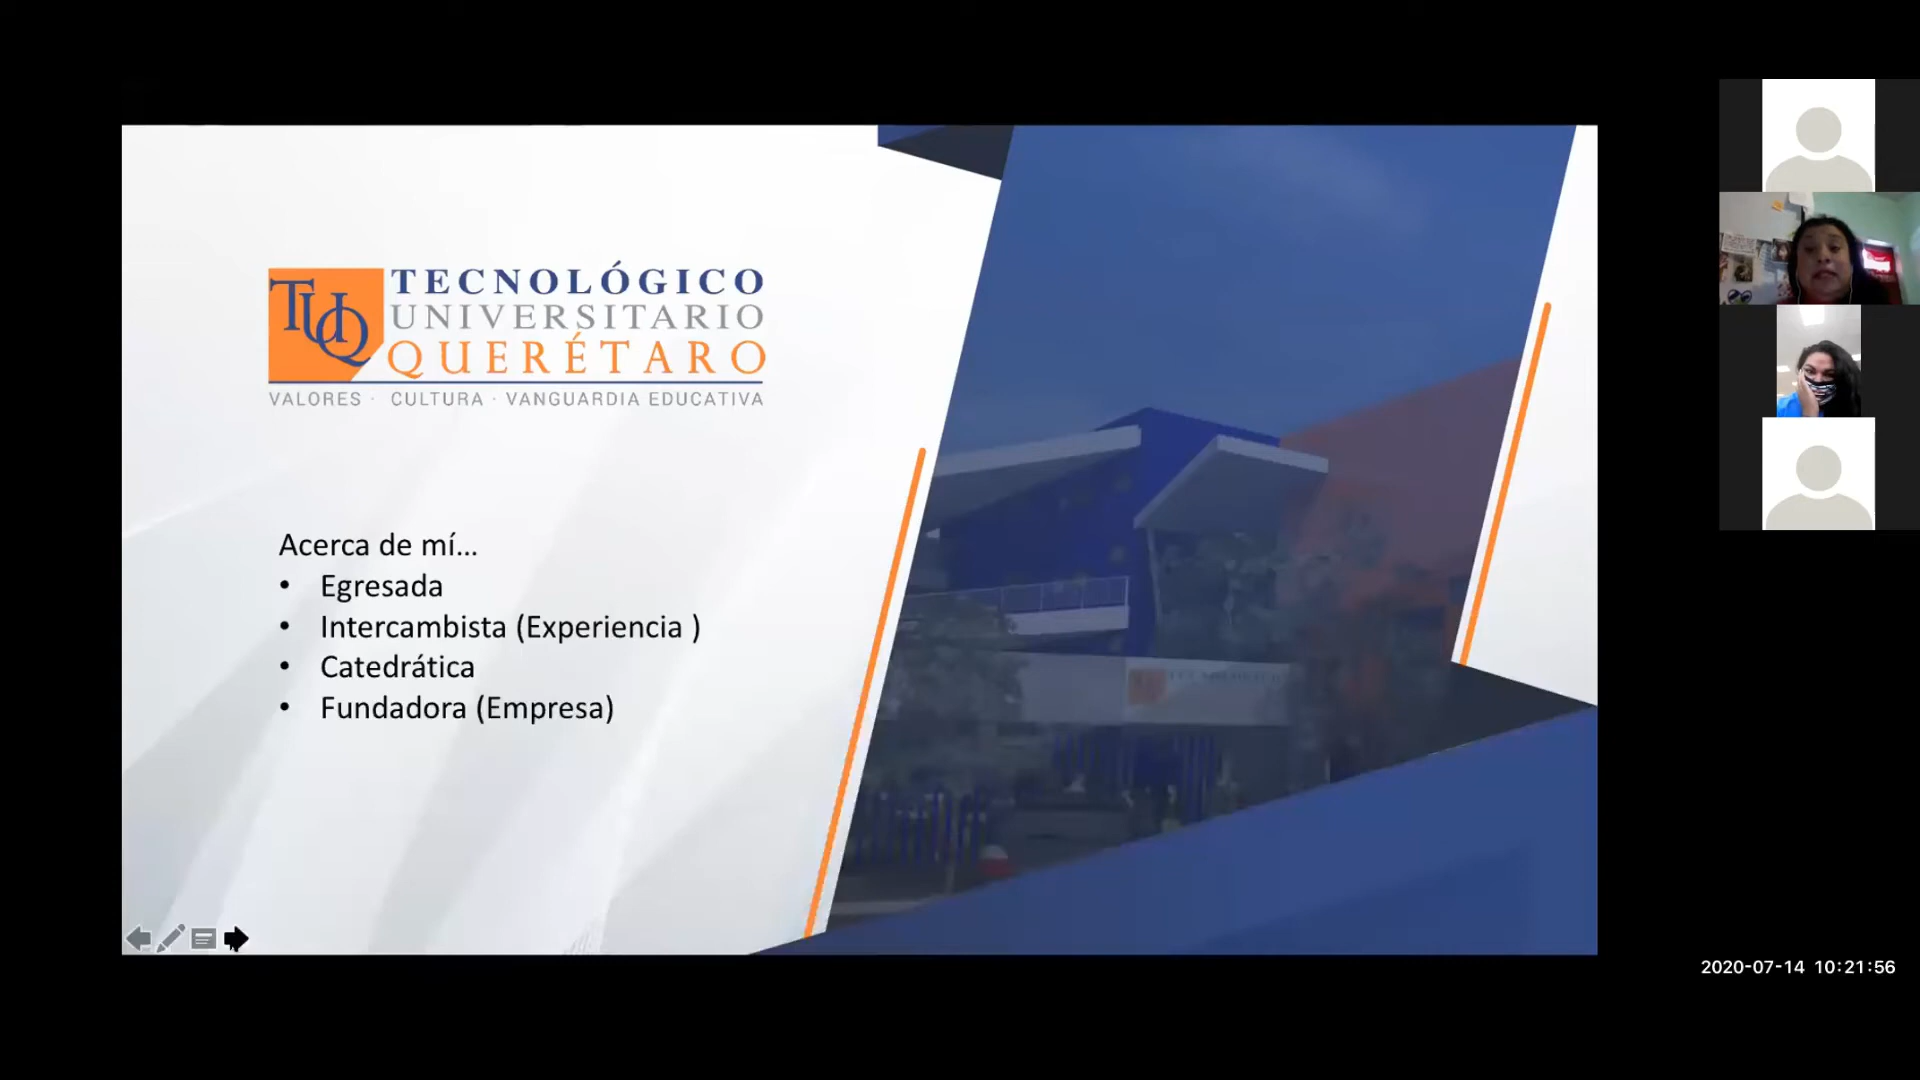 TUQ
TECNOLÓGICO
UNIVERSITARIO
QUERÉTARO
VALORES · CULTURA · VANGUARDIA EDUCATIVA
Acerca de mí...
• Egresada
• Intercambista (Experiencia )
• Catedrática
• Fundadora (Empresa)
2020-07-14 10:21:56